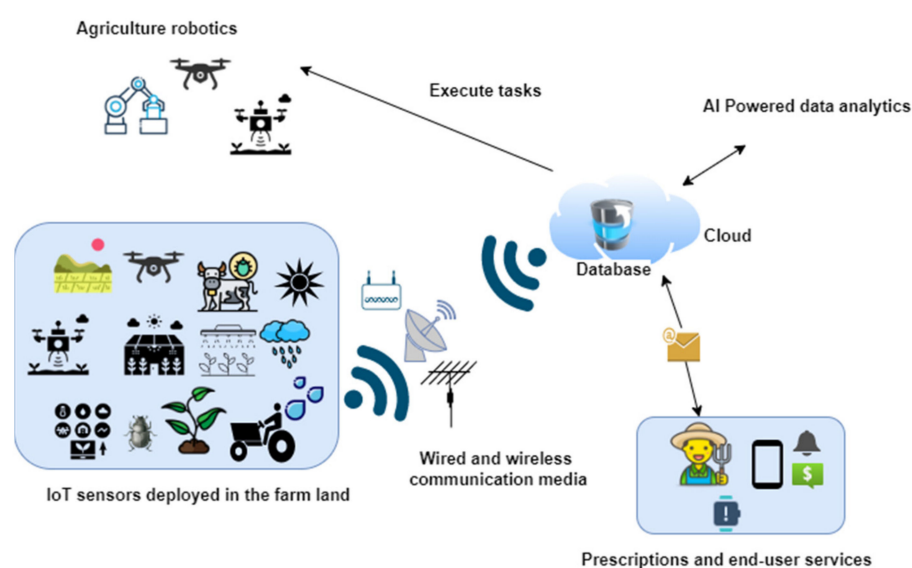 Agriculture robotics
Execute tasks
AI Powered data analytics
Cloud
Database
@
$
!
IoT sensors deployed in the farm land
Wired and wireless
communication media
Prescriptions and end-user services